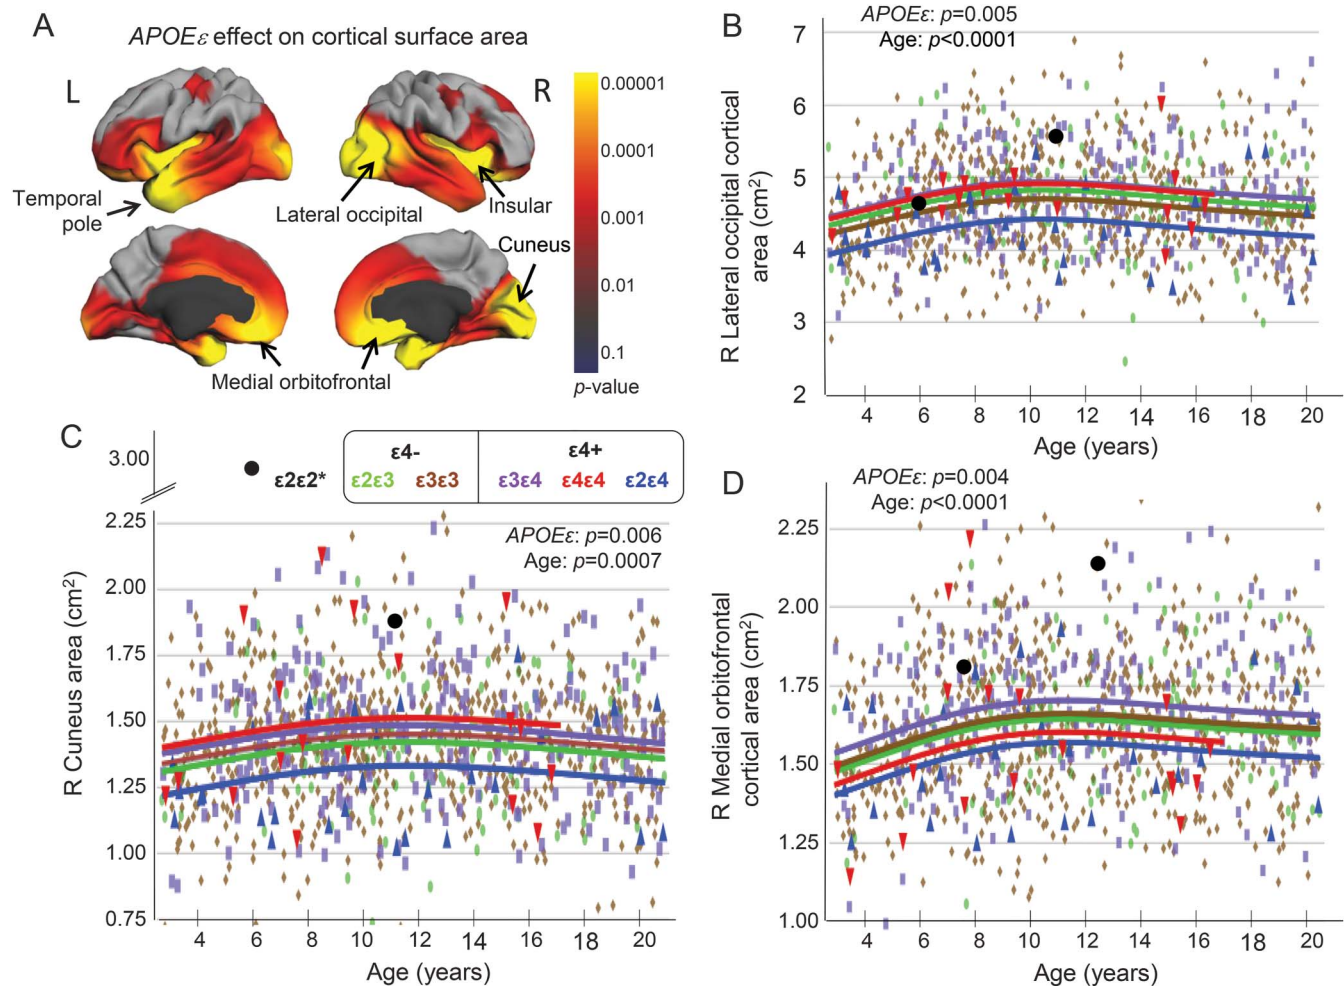 A
APOEε effect on cortical surface area
L
R
0.00001
0.0001
0.001
0.01
0.1
p-value
Temporal
pole
Lateral occipital
Insular
Cuneus
Medial orbitofrontal
B
APOEε: p=0.005
Age: p<0.0001
R Lateral occipital cortical
area (cm²)
7
6
5
4
3
2
4 6 8 10 12 14 16 18 20
Age (years)
C
3.00
ε2ε2*
ε4-
ε4+
ε2ε3 ε3ε3
ε3ε4 ε4ε4 ε2ε4
APOEε: p=0.006
Age: p=0.0007
R Cuneus area (cm²)
2.25
2.00
1.75
1.50
1.25
1.00
0.75
4 6 8 10 12 14 16 18 20
Age (years)
D
APOEε: p=0.004
Age: p<0.0001
R Medial orbitofrontal
cortical area (cm²)
2.25
2.00
1.75
1.50
1.25
1.00
4 6 8 10 12 14 16 18 20
Age (years)